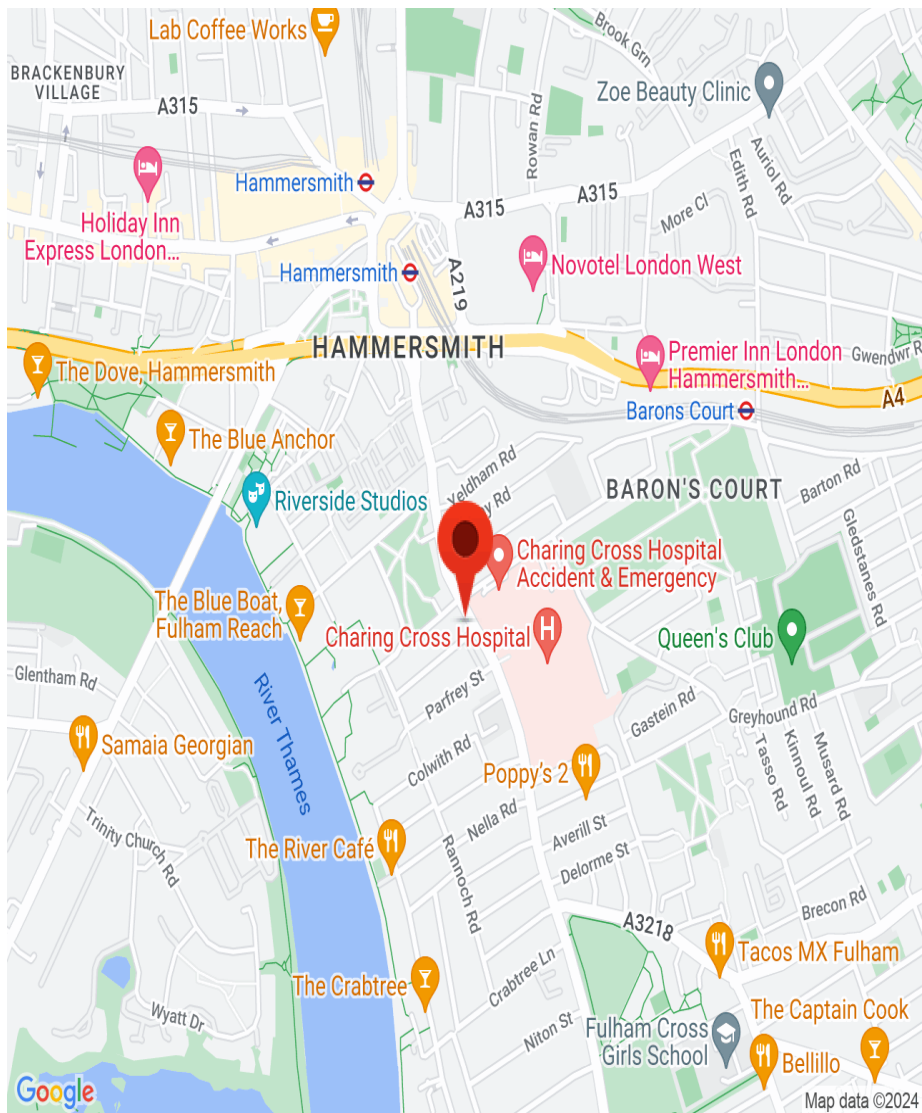 Lab Coffee Works
Brook Grn
BRACKENBURY
VILLAGE
A315
Zoe Beauty Clinic
Rowan Rd
Auriol Rd
Edith Rd
Hammersmith
A315
A315
More Cl
Holiday Inn
Express London...
Hammersmith
A219
Novotel London West
HAMMERSMITH
Premier Inn London
Hammersmith...
Gwendwr R
The Dove, Hammersmith
A4
Barons Court
The Blue Anchor
Yeldham Rd
BARON'S COURT
Barton Rd
Riverside Studios
Gledstanes Rd
Charing Cross Hospital
Accident & Emergency
The Blue Boat,
Fulham Reach
Charing Cross Hospital
H
Queen's Club
Glentham Rd
Parfrey St
River Thames
Gastein Rd
Greyhound Rd
Samaia Georgian
Colwith Rd
Tasso Rd
Kinnoul Rd
Musard Rd
Poppy's 2
Nella Rd
Trinity Church Rd
The River Café
Averill St
Rannoch Rd
Delorme St
A3218
Brecon Rd
Tacos MX Fulham
The Crabtree
Crabtree Ln
Wyatt Dr
Niton St
Fulham Cross
Girls School
The Captain Cook
Bellillo
Google
Map data ©2024